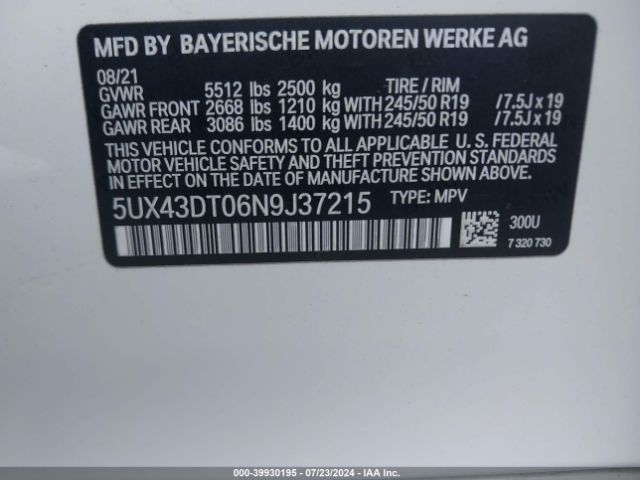 MFD BY BAYERISCHE MOTOREN WERKE AG
08/21
GVWR 5512 lbs 2500 kg TIRE / RIM
GAWR FRONT 2668 lbs 1210 kg WITH 245/50 R19 / 7.5J x 19
GAWR REAR 3086 lbs 1400 kg WITH 245/50 R19 / 7.5J x 19
THIS VEHICLE CONFORMS TO ALL APPLICABLE U. S. FEDERAL
MOTOR VEHICLE SAFETY AND THEFT PREVENTION STANDARDS
IN EFFECT ON THE DATE OF MANUFACTURE SHOWN ABOVE.
5UX43DT06N9J37215 TYPE: MPV
300U
7 320 730
000-39930195 - 07/23/2024 - IAA Inc.